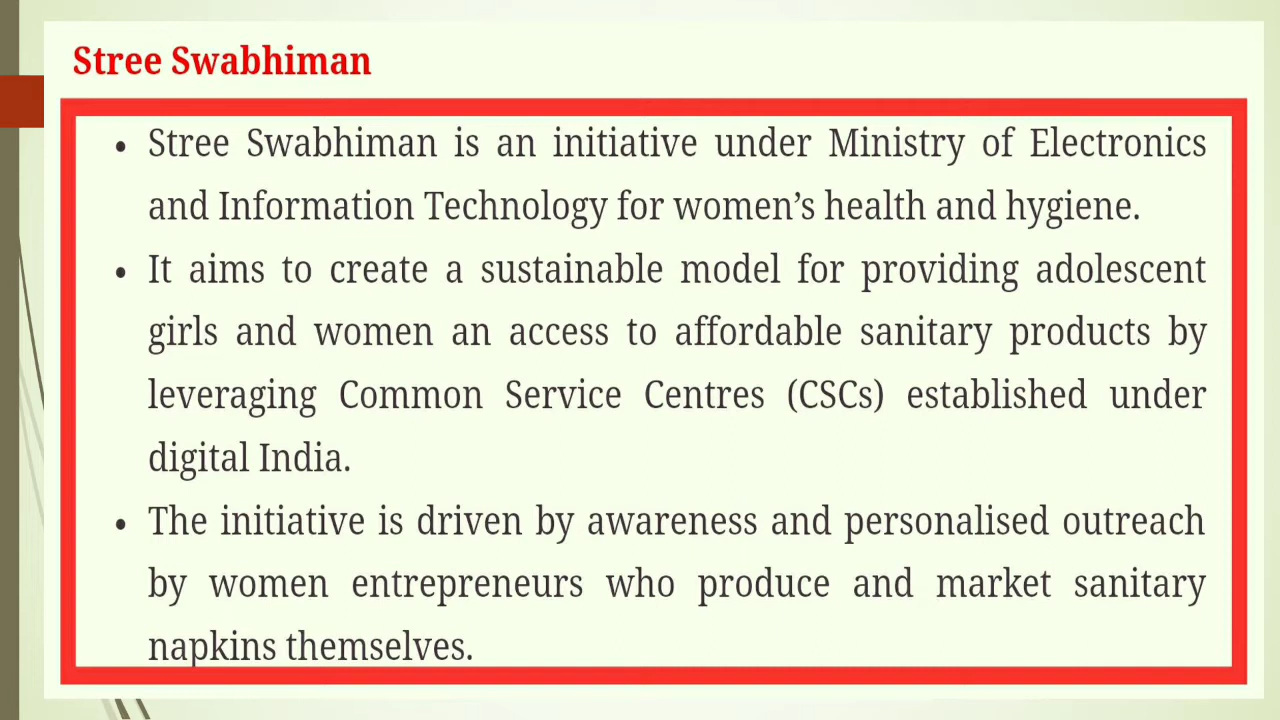 Stree Swabhiman
• Stree Swabhiman is an initiative under Ministry of Electronics
and Information Technology for women’s health and hygiene.
• It aims to create a sustainable model for providing adolescent
girls and women an access to affordable sanitary products by
leveraging Common Service Centres (CSCs) established under
digital India.
• The initiative is driven by awareness and personalised outreach
by women entrepreneurs who produce and market sanitary
napkins themselves.